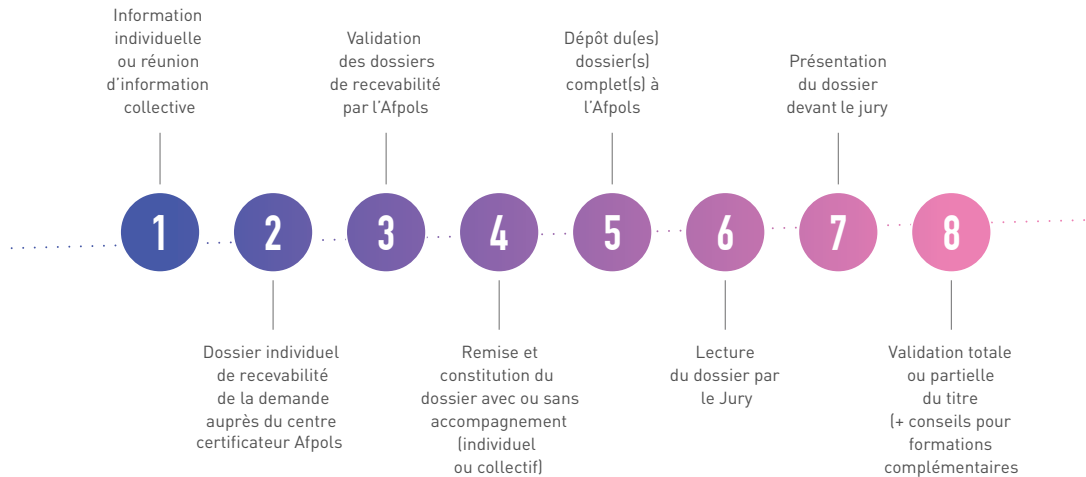 Information
individuelle
ou réunion
d'information
collective
Validation
des dossiers
de recevabilité
par l'Afpols
Dépôt du(es)
dossier(s)
complet(s) à
l'Afpols
Présentation
du dossier
devant le jury
1
2
3
4
5
6
7
8
Dossier individuel
de recevabilité
de la demande
auprès du centre
certificateur Afpols
Remise et
constitution du
dossier avec ou sans
accompagnement
(individuel
ou collectif)
Lecture
du dossier par
le Jury
Validation totale
ou partielle
du titre
(+ conseils pour
formations
complémentaires